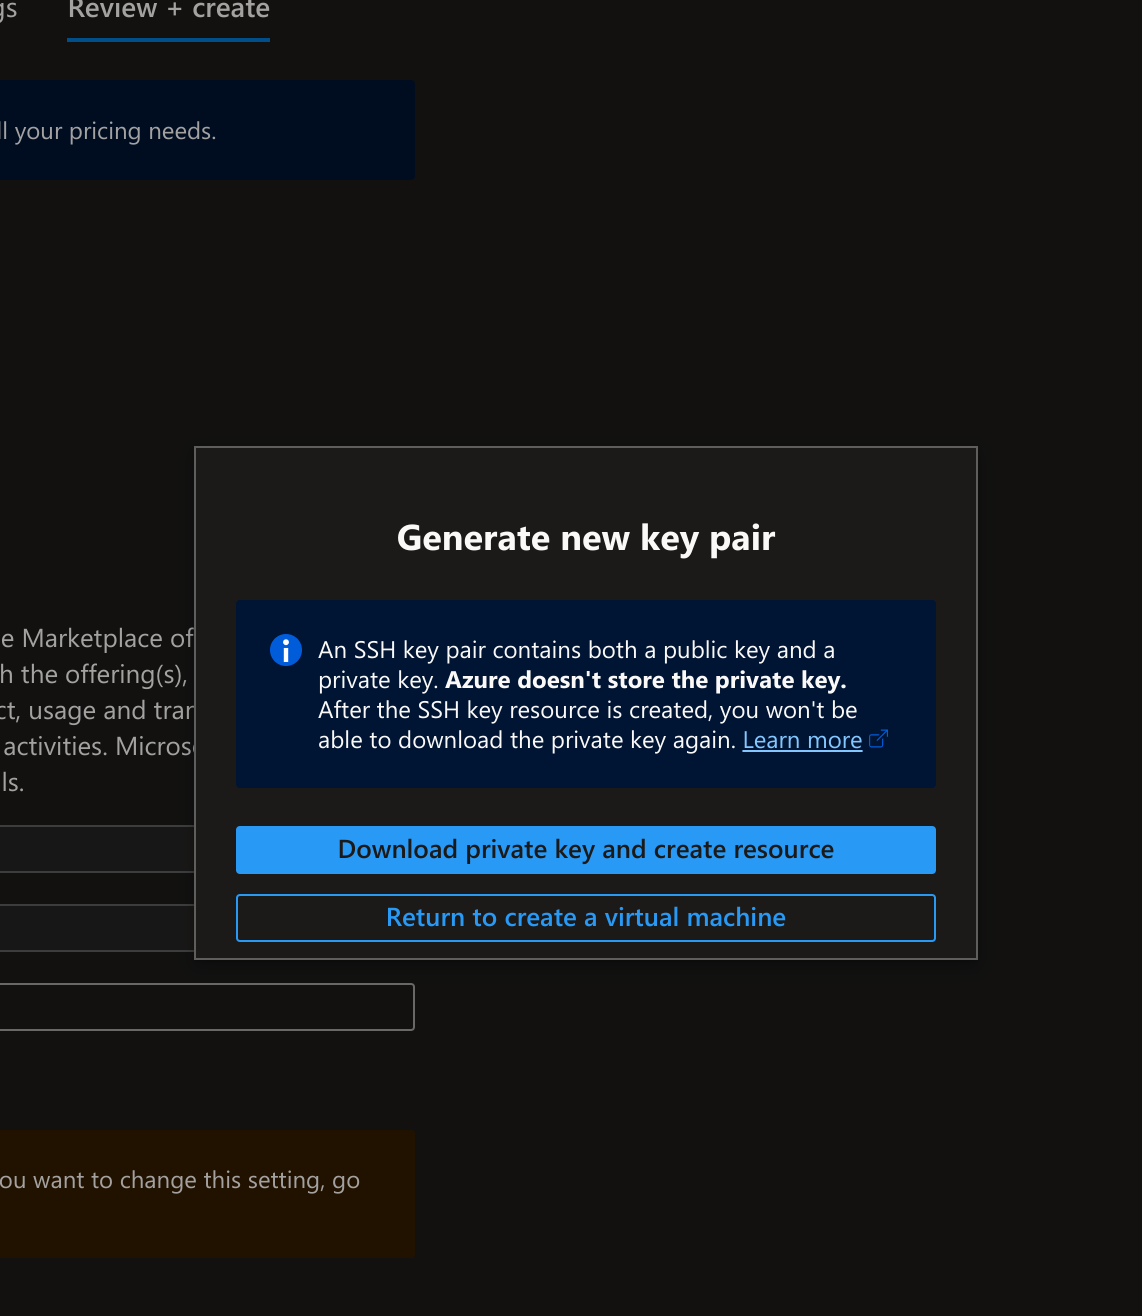 gs Review + create
ll your pricing needs.
Generate new key pair
An SSH key pair contains both a public key and a
private key. Azure doesn't store the private key.
After the SSH key resource is created, you won't be
able to download the private key again. Learn more
Download private key and create resource
Return to create a virtual machine
e Marketplace of
h the offering(s),
ct, usage and tran
activities. Microso
ls.
ou want to change this setting, go